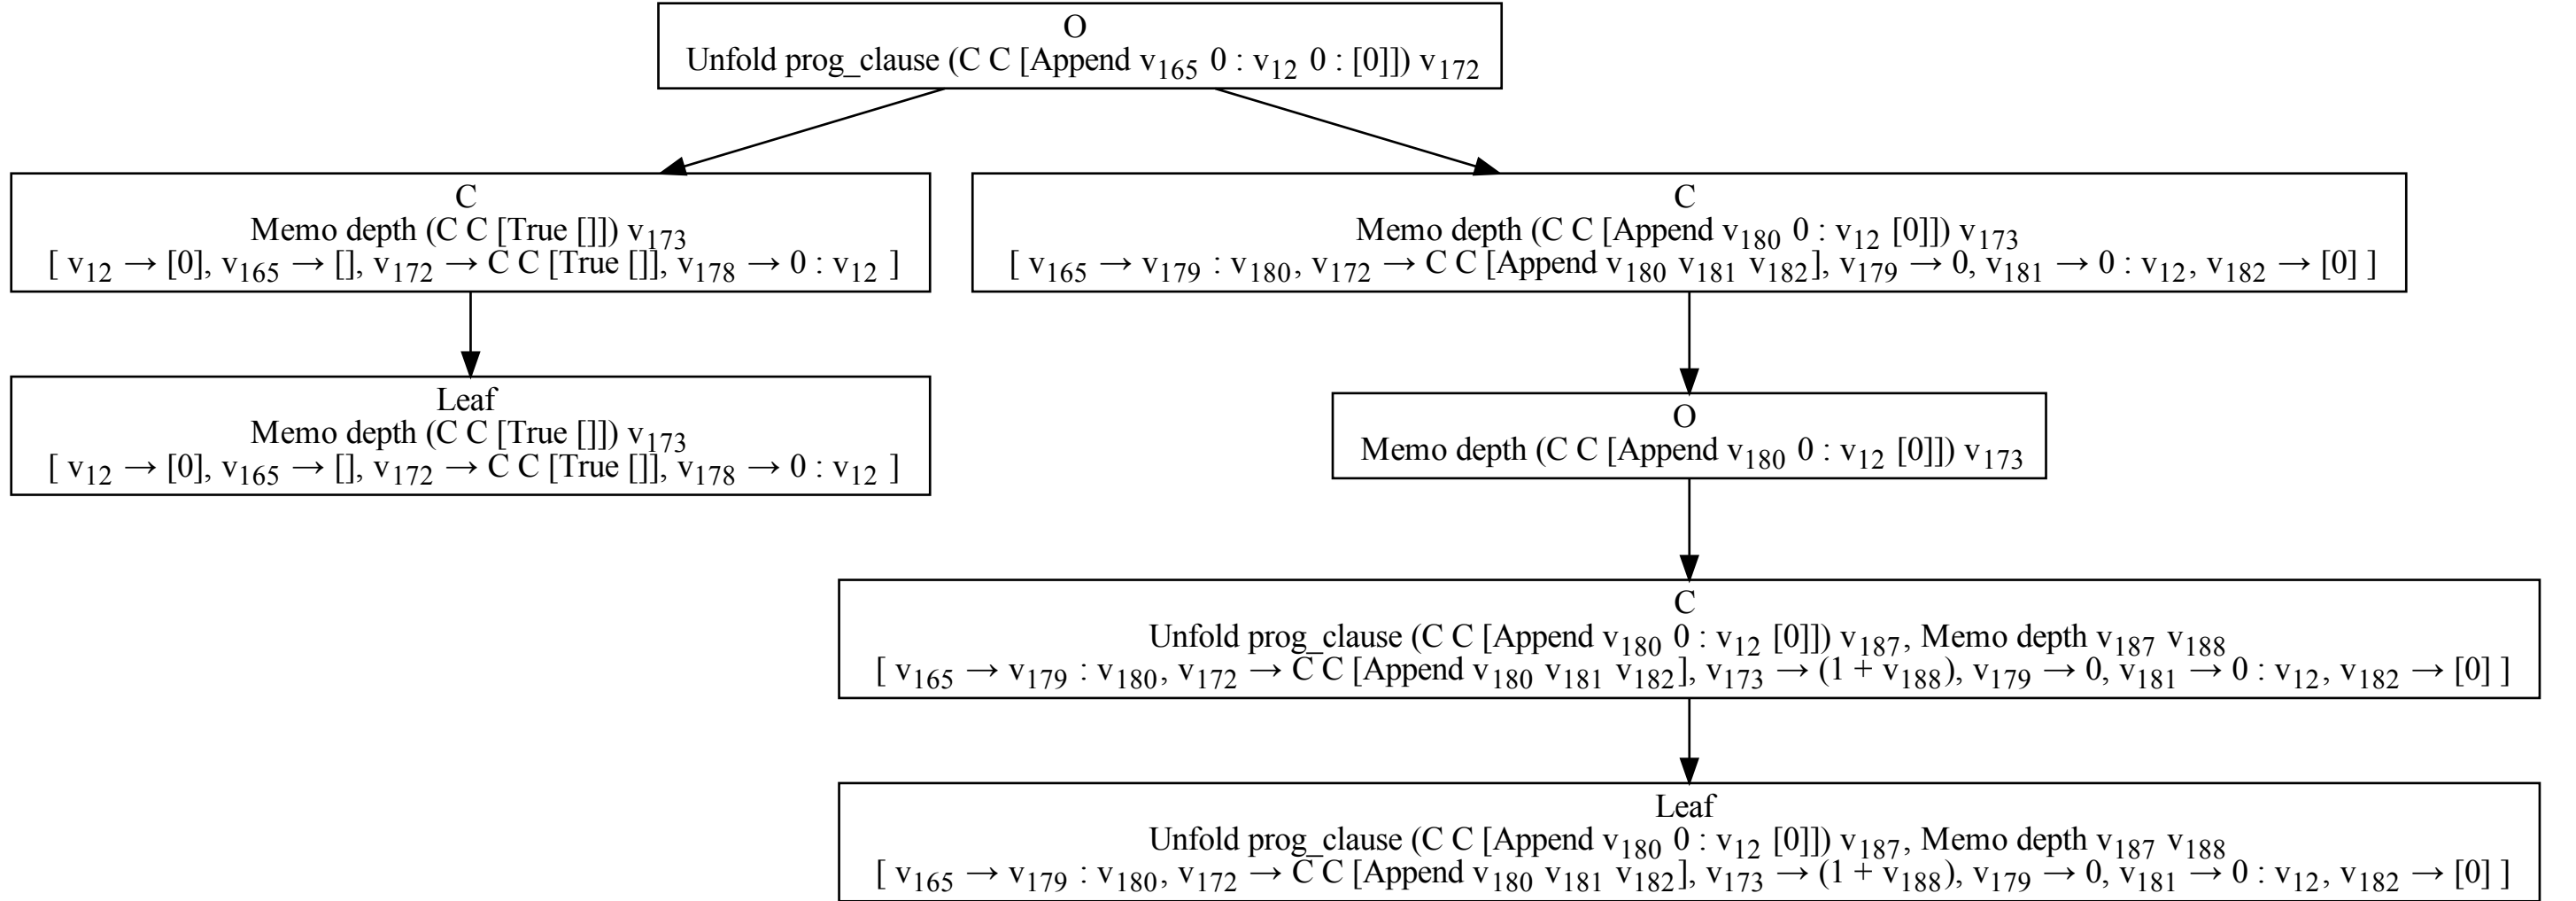 O
Unfold prog_clause (C C [Append v₁₆₅ 0 : v₁₂ 0 : [0]]) v₁₇₂
C
Memo depth (C C [True []]) v₁₇₃
[ v₁₂ → [0], v₁₆₅ → [], v₁₇₂ → C C [True []], v₁₇₈ → 0 : v₁₂ ]
C
Memo depth (C C [Append v₁₈₀ 0 : v₁₂ [0]]) v₁₇₃
[ v₁₆₅ → v₁₇₉ : v₁₈₀, v₁₇₂ → C C [Append v₁₈₀ v₁₈₁ v₁₈₂], v₁₇₉ → 0, v₁₈₁ → 0 : v₁₂, v₁₈₂ → [0] ]
Leaf
Memo depth (C C [True []]) v₁₇₃
[ v₁₂ → [0], v₁₆₅ → [], v₁₇₂ → C C [True []], v₁₇₈ → 0 : v₁₂ ]
O
Memo depth (C C [Append v₁₈₀ 0 : v₁₂ [0]]) v₁₇₃
C
Unfold prog_clause (C C [Append v₁₈₀ 0 : v₁₂ [0]]) v₁₈₇, Memo depth v₁₈₇ v₁₈₈
[ v₁₆₅ → v₁₇₉ : v₁₈₀, v₁₇₂ → C C [Append v₁₈₀ v₁₈₁ v₁₈₂], v₁₇₃ → (1 + v₁₈₈), v₁₇₉ → 0, v₁₈₁ → 0 : v₁₂, v₁₈₂ → [0] ]
Leaf
Unfold prog_clause (C C [Append v₁₈₀ 0 : v₁₂ [0]]) v₁₈₇, Memo depth v₁₈₇ v₁₈₈
[ v₁₆₅ → v₁₇₉ : v₁₈₀, v₁₇₂ → C C [Append v₁₈₀ v₁₈₁ v₁₈₂], v₁₇₃ → (1 + v₁₈₈), v₁₇₉ → 0, v₁₈₁ → 0 : v₁₂, v₁₈₂ → [0] ]